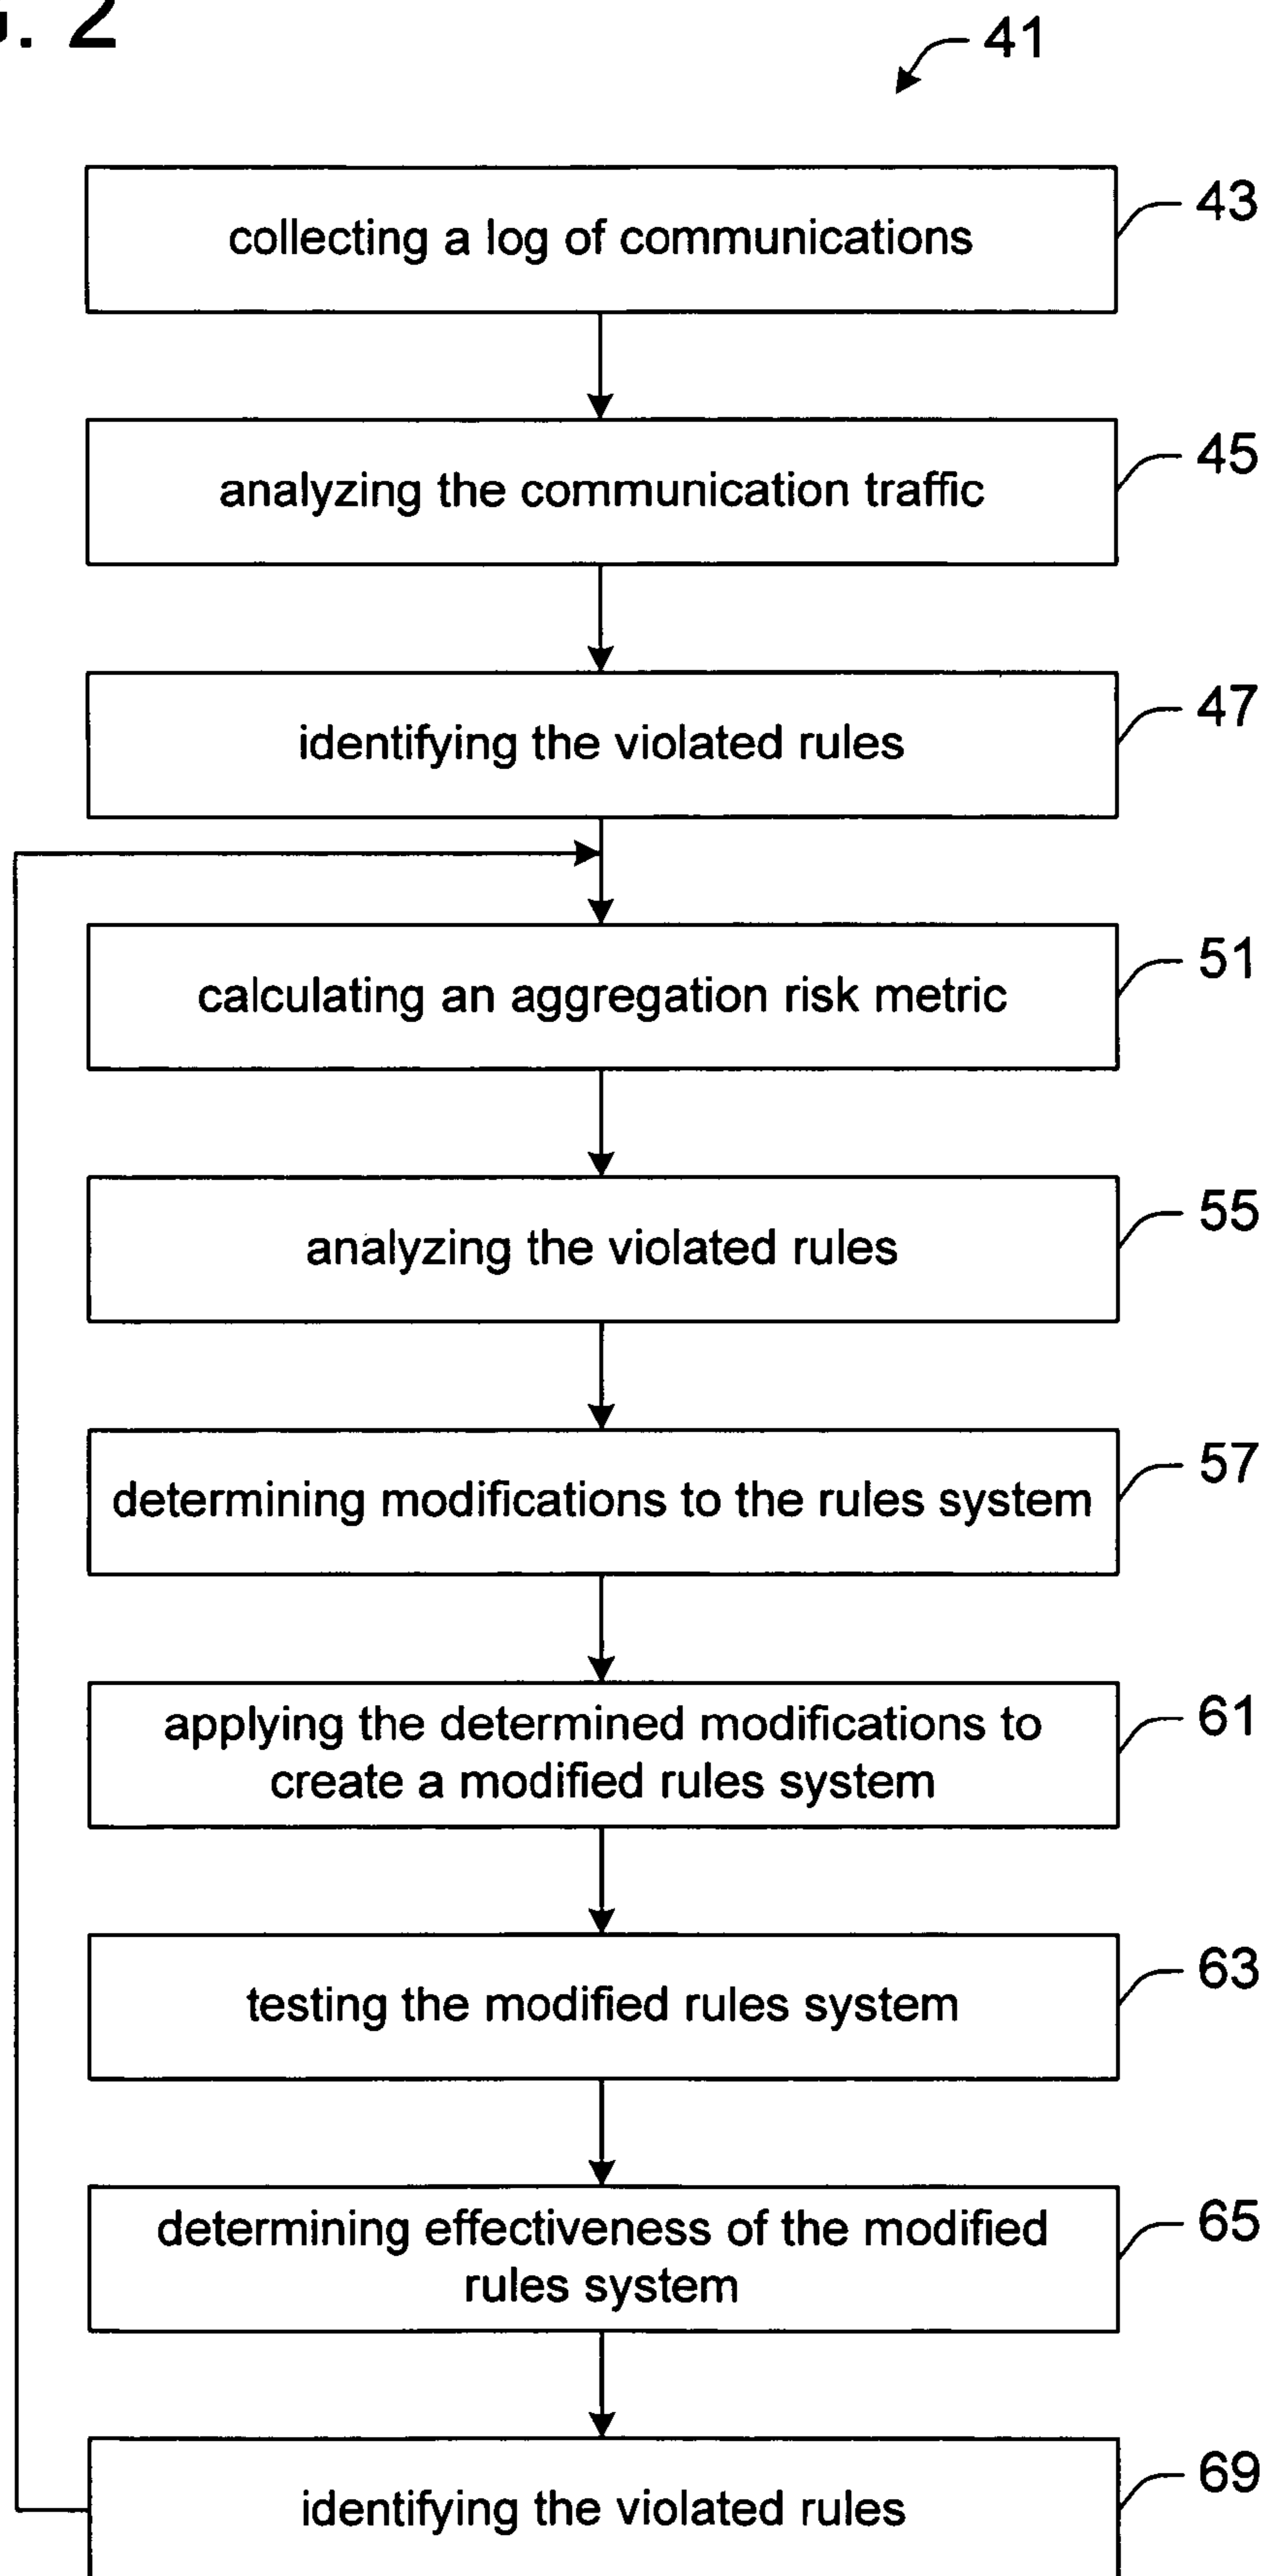 . 2
41
collecting a log of communications
43
analyzing the communication traffic
45
identifying the violated rules
47
calculating an aggregation risk metric
51
analyzing the violated rules
55
determining modifications to the rules system
57
applying the determined modifications to
create a modified rules system
61
testing the modified rules system
63
determining effectiveness of the modified
rules system
65
identifying the violated rules
69